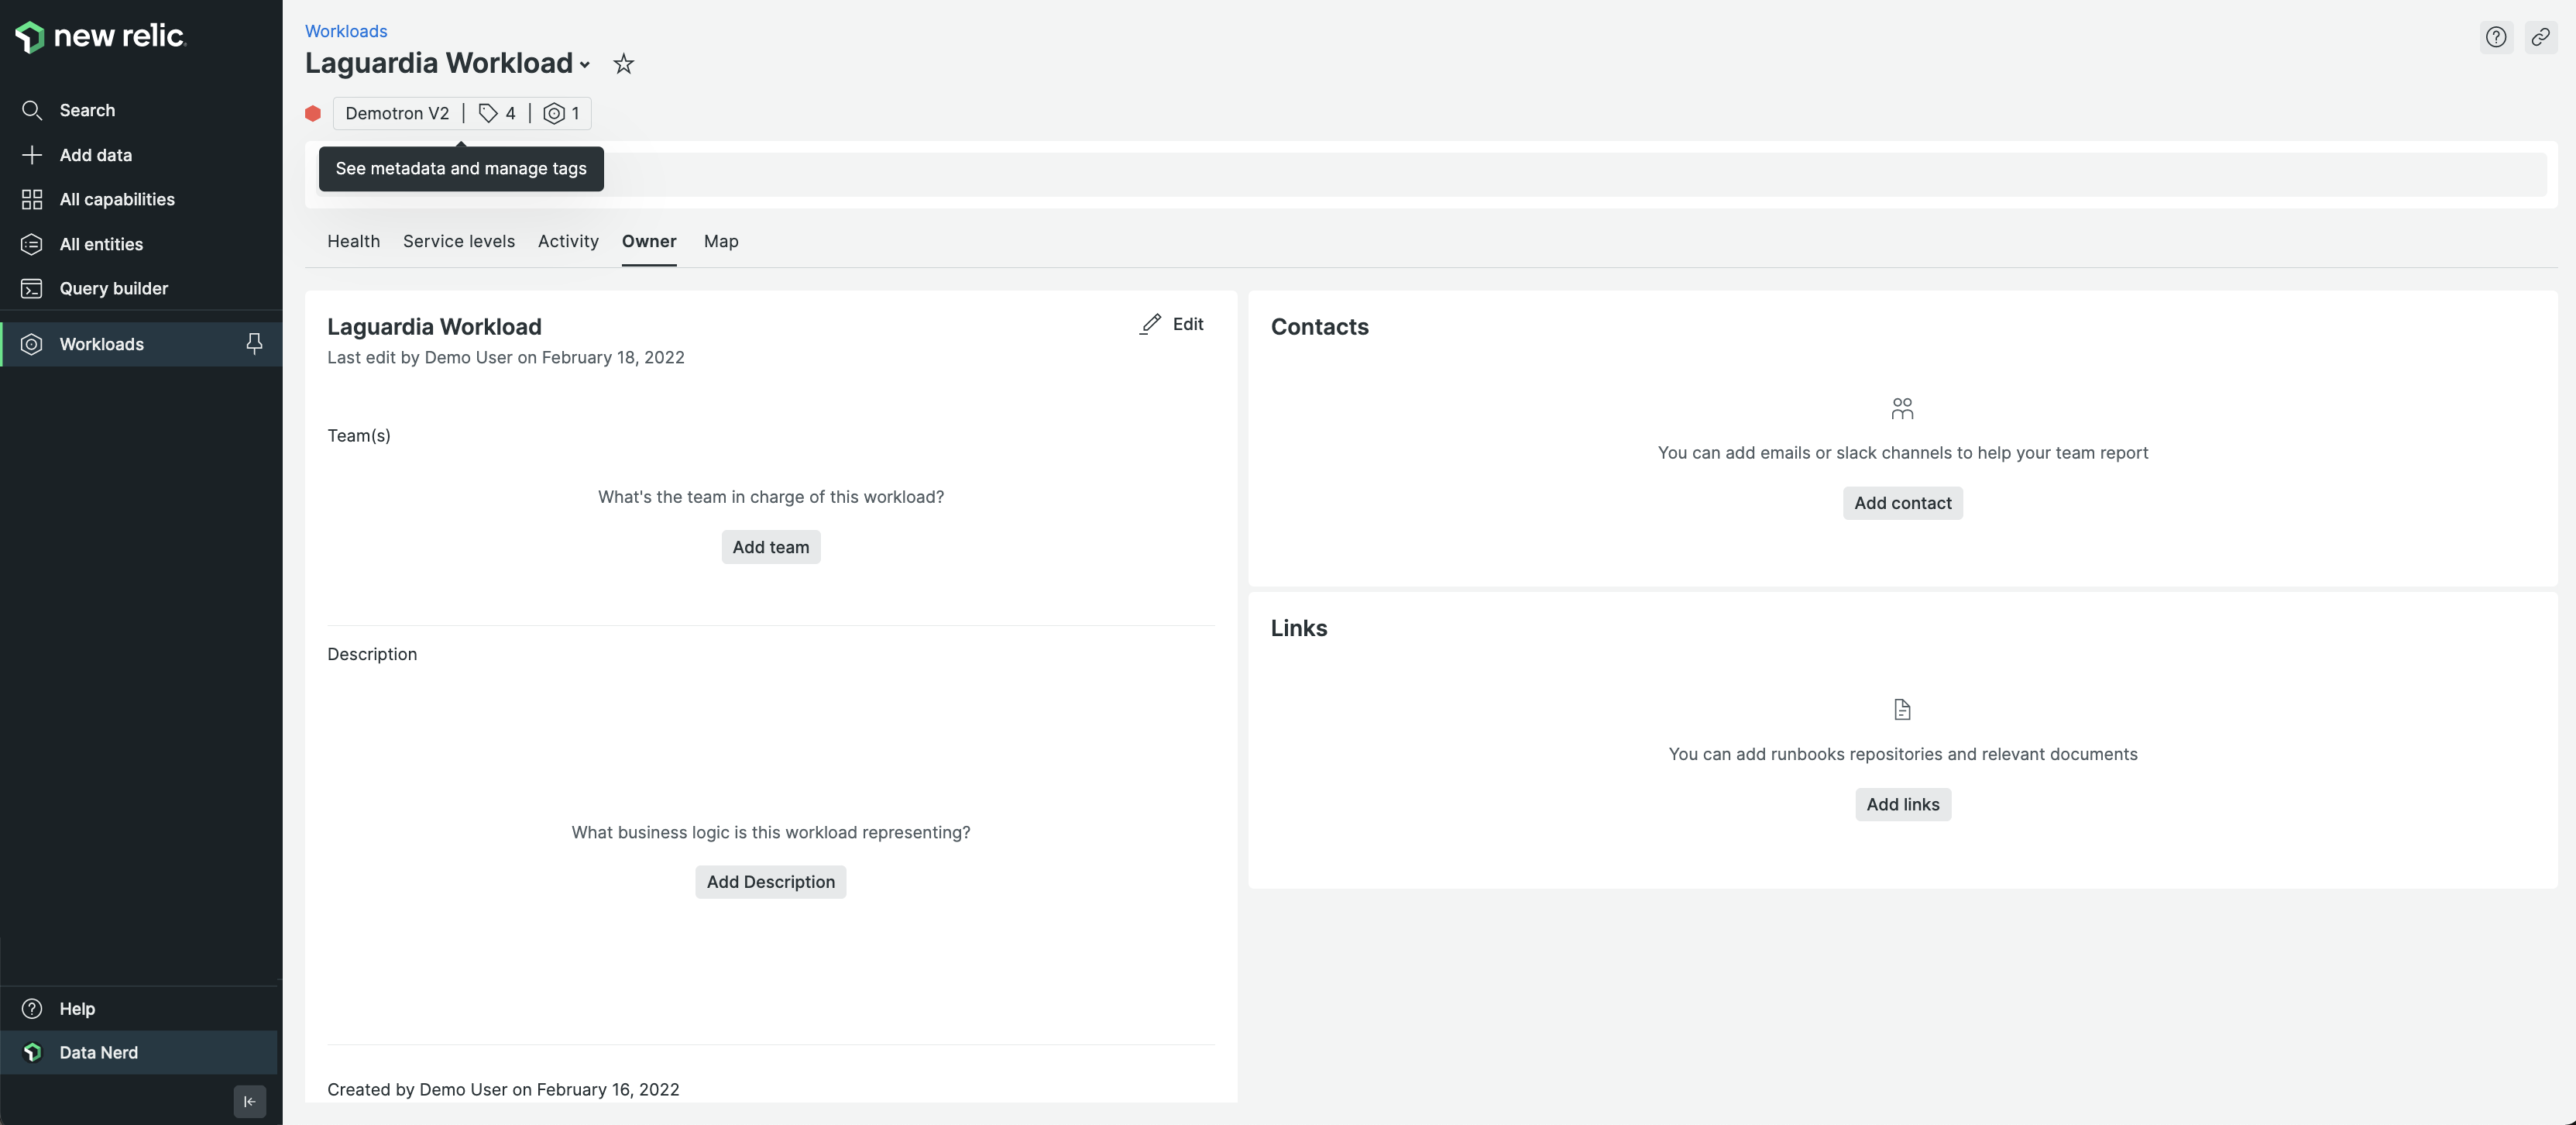 new relic
Search
Add data
All capabilities
All entities
Query builder
Workloads
Help
Data Nerd
Workloads
Laguardia Workload
Demotron V2 | 4 | 1
See metadata and manage tags
Health Service levels Activity Owner Map
Laguardia Workload
Edit
Last edit by Demo User on February 18, 2022
Team(s)
What's the team in charge of this workload?
Add team
Description
What business logic is this workload representing?
Add Description
Created by Demo User on February 16, 2022
Contacts
You can add emails or slack channels to help your team report
Add contact
Links
You can add runbooks repositories and relevant documents
Add links